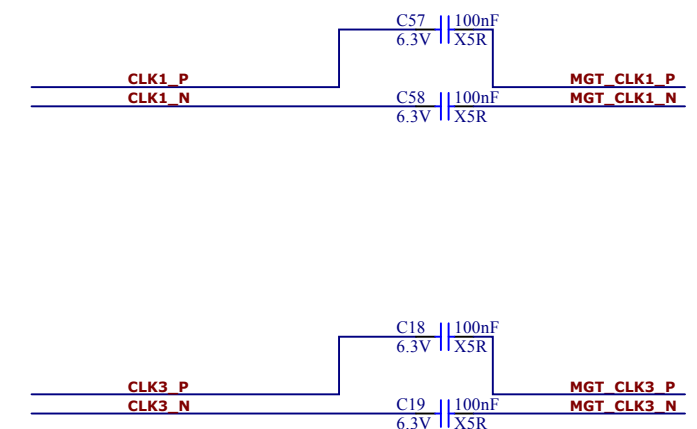 C57 100nF
6.3V X5R
CLK1_P MGT_CLK1_P
CLK1_N C58 100nF MGT_CLK1_N
6.3V X5R
C18 100nF
6.3V X5R
CLK3_P MGT_CLK3_P
CLK3_N C19 100nF MGT_CLK3_N
6.3V X5R